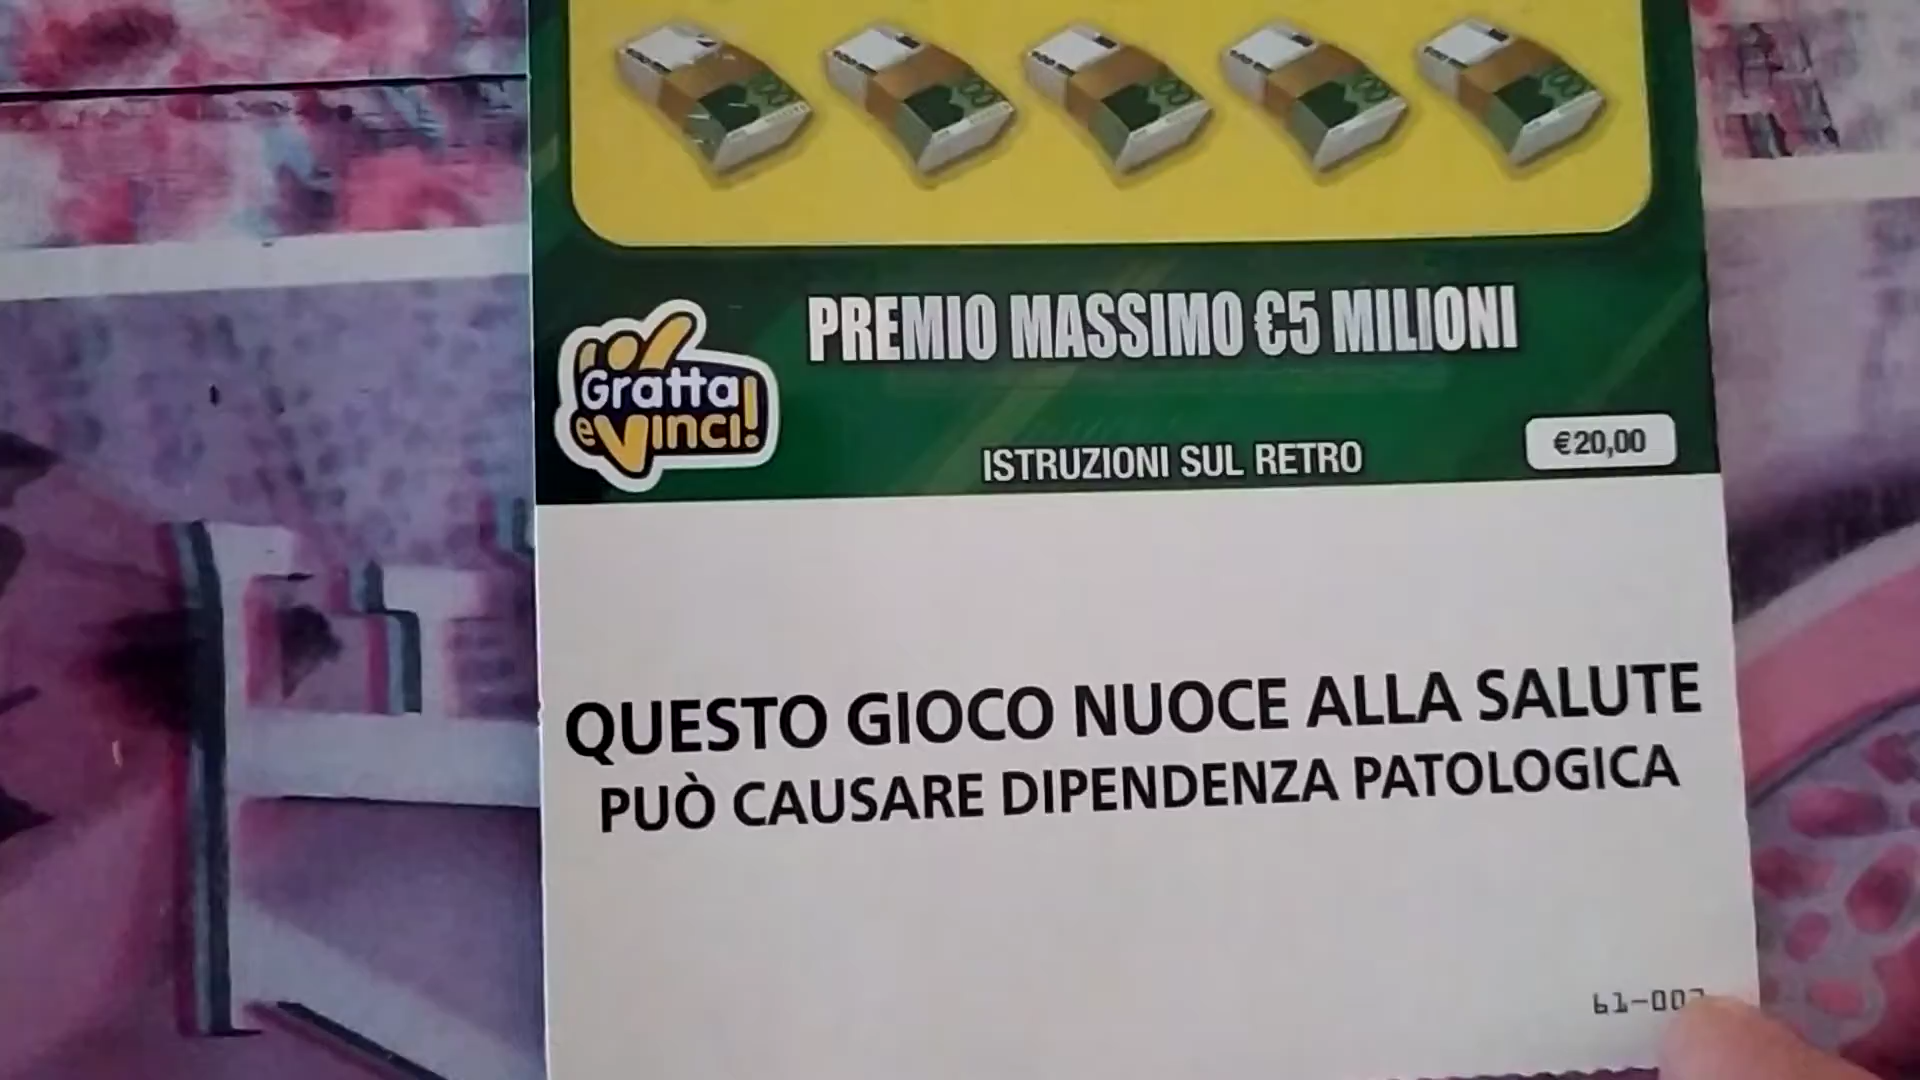 PREMIO MASSIMO €5 MILIONI
Gratta
e Vinci!
ISTRUZIONI SUL RETRO
€20,00
QUESTO GIOCO NUOCE ALLA SALUTE
PUÒ CAUSARE DIPENDENZA PATOLOGICA